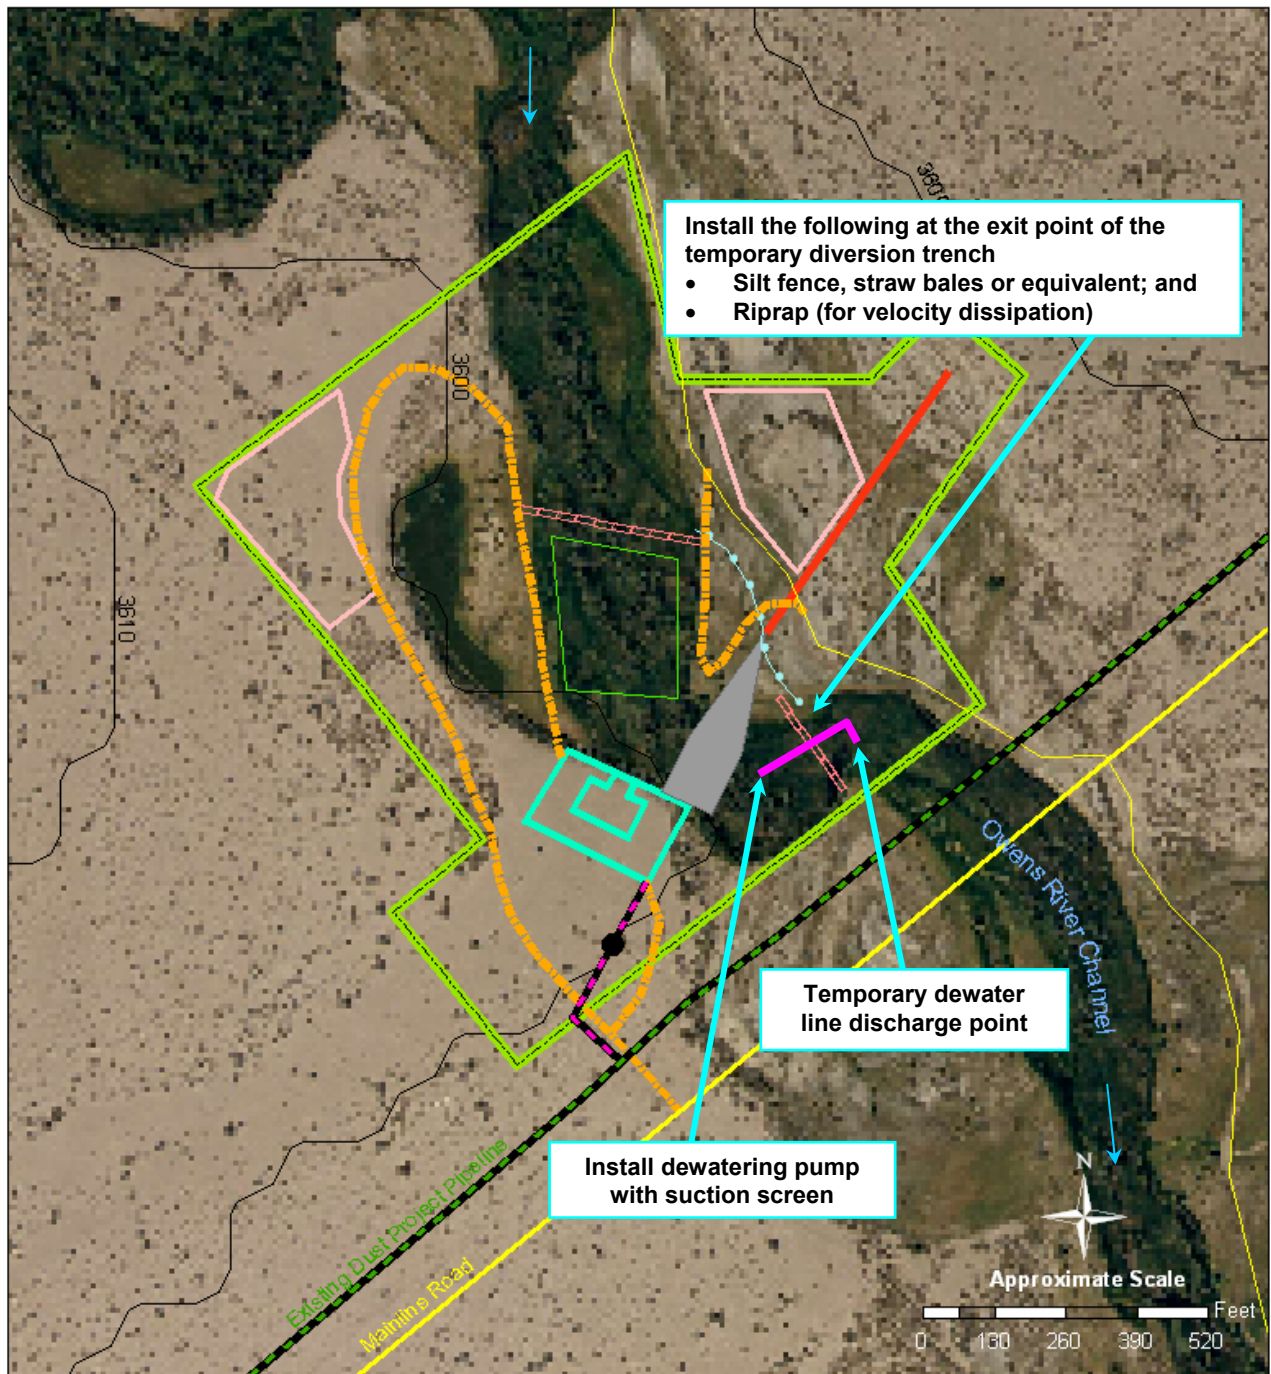 360
Install the following at the exit point of the
temporary diversion trench
• Silt fence, straw bales or equivalent; and
• Riprap (for velocity dissipation)
3600
3610
Owens River Channel
Temporary dewater
line discharge point
Install dewatering pump
with suction screen
Existing Dust Project Pipeline
Mainlins Road
N
Approximate Scale
Feet
0 130 260 390 520